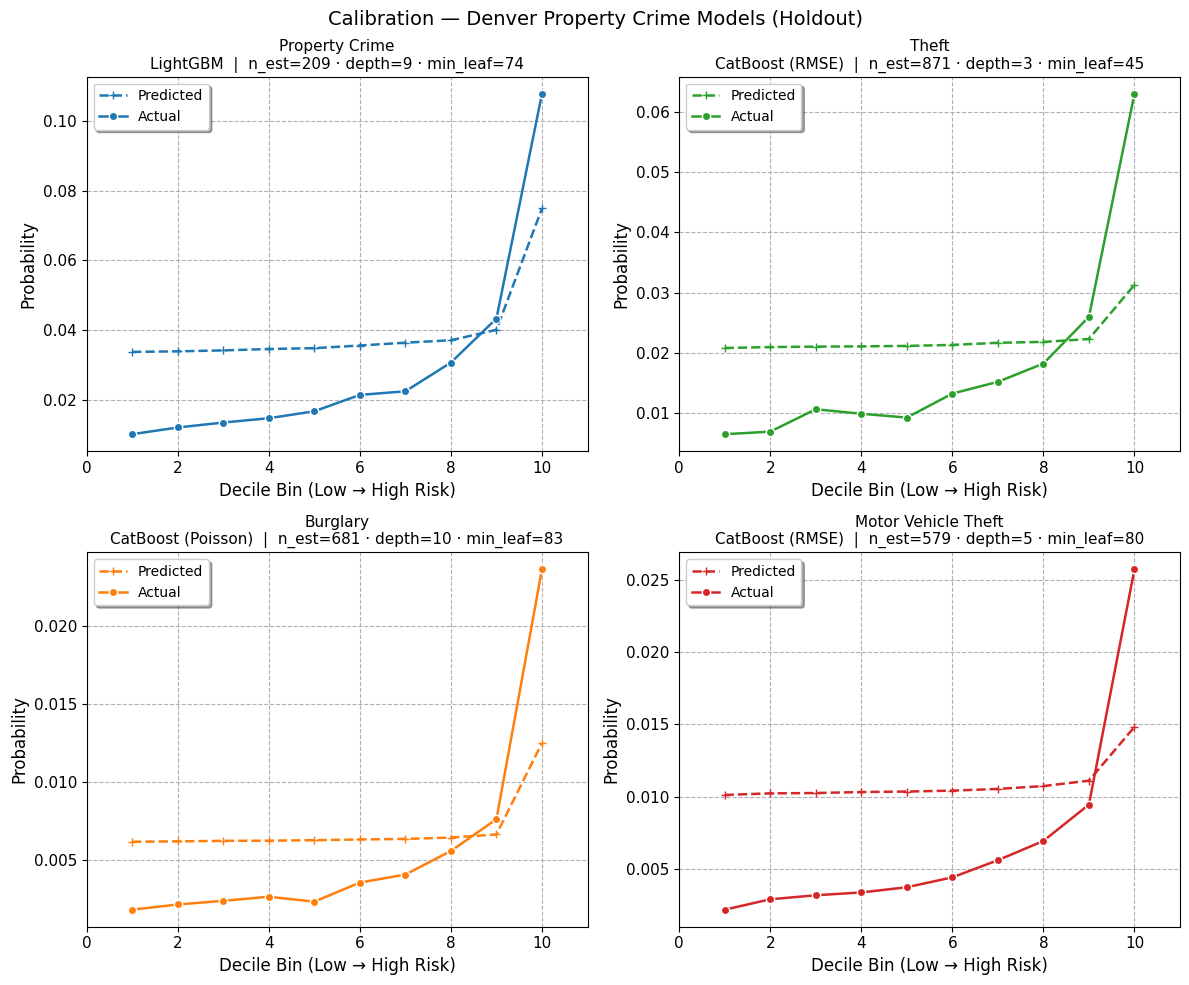 Calibration — Denver Property Crime Models (Holdout)
Property Crime
LightGBM | n_est=209 · depth=9 · min_leaf=74
Predicted
Actual
0.10
0.08
0.06
0.04
0.02
Probability
0 2 4 6 8 10
Decile Bin (Low → High Risk)
Theft
CatBoost (RMSE) | n_est=871 · depth=3 · min_leaf=45
Predicted
Actual
0.06
0.05
0.04
0.03
0.02
0.01
Probability
0 2 4 6 8 10
Decile Bin (Low → High Risk)
Burglary
CatBoost (Poisson) | n_est=681 · depth=10 · min_leaf=83
Predicted
Actual
0.020
0.015
0.010
0.005
Probability
0 2 4 6 8 10
Decile Bin (Low → High Risk)
Motor Vehicle Theft
CatBoost (RMSE) | n_est=579 · depth=5 · min_leaf=80
Predicted
Actual
0.025
0.020
0.015
0.010
0.005
Probability
0 2 4 6 8 10
Decile Bin (Low → High Risk)